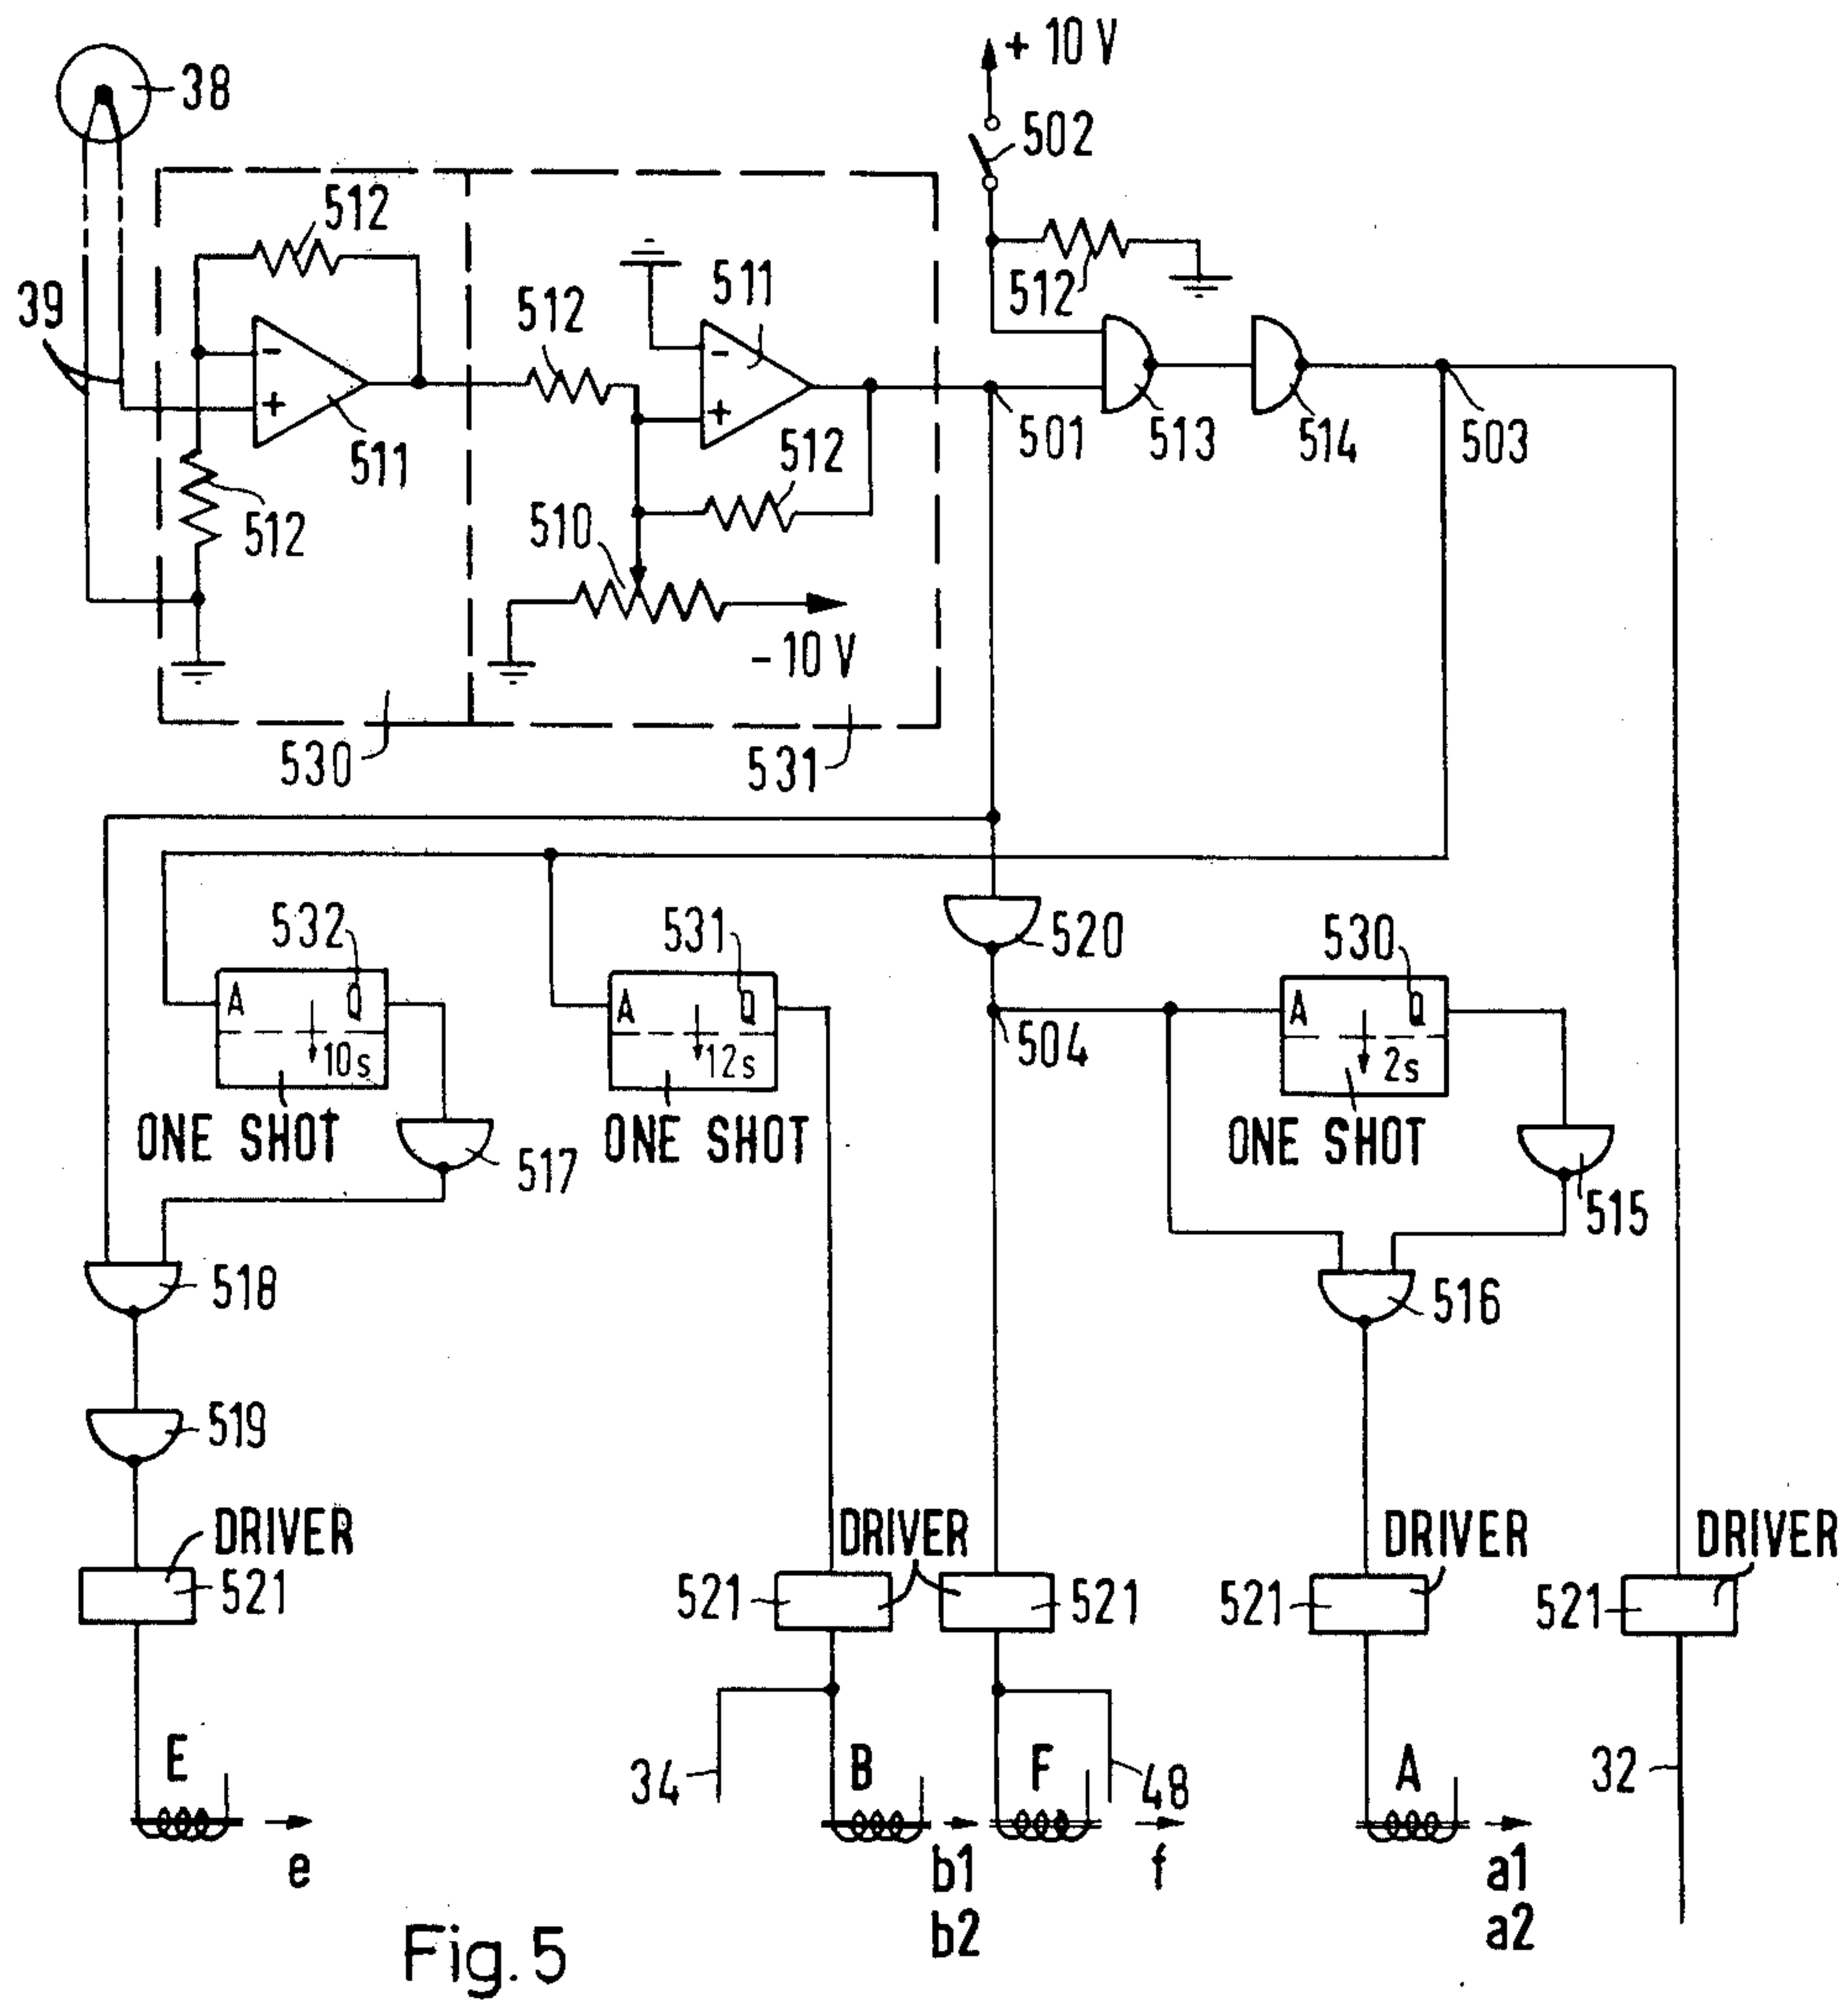 + 10 V
38
502
512
39
512
511
512
511
512
512
510
512
- 10 V
501
513
514
503
530
531
532
A
Q
10s
ONE SHOT
517
531
A
Q
12s
ONE SHOT
520
504
530
A
Q
2s
ONE SHOT
515
518
516
519
DRIVER
521
DRIVER
521
521
DRIVER
521
DRIVER
521
E
e
34
B
b1
b2
F
48
f
A
a1
a2
32
+
-
+
-
Fig. 5